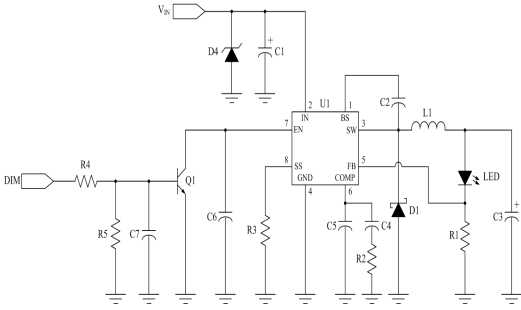 VIN
D4
C1
U1
2
1
IN
BS
C2
L1
7
EN
SW
3
8
SS
FB
5
GND
COMP
4
6
DIM
R4
Q1
LED
R5
C7
C6
R3
C5
C4
R2
D1
R1
C3
+
+